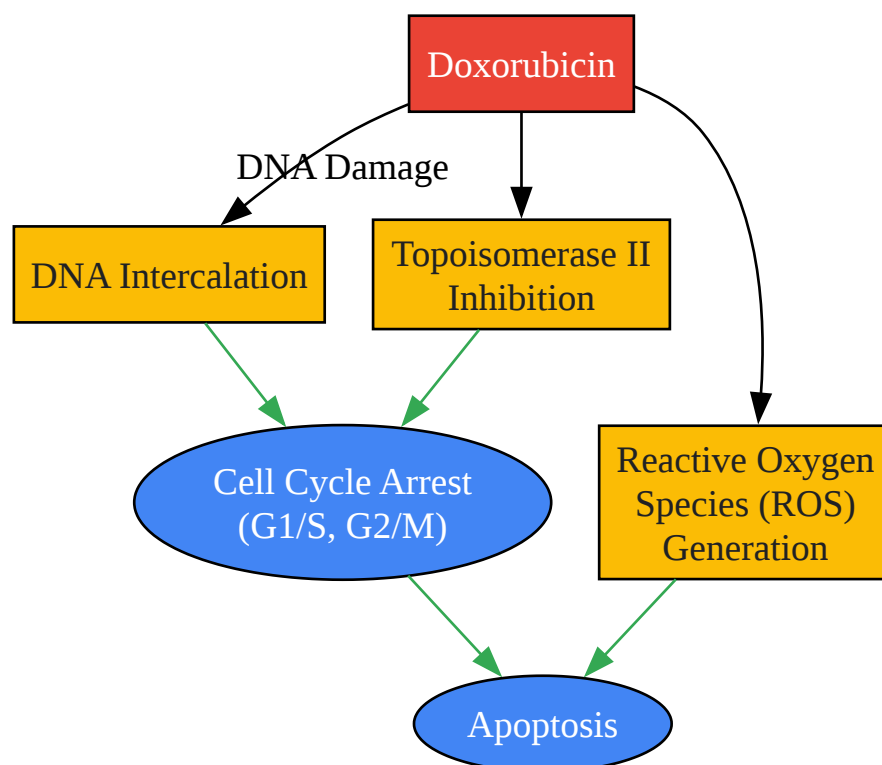 Doxorubicin
DNA Damage
DNA Intercalation
Topoisomerase II
Inhibition
Cell Cycle Arrest
(G1/S, G2/M)
Reactive Oxygen
Species (ROS)
Generation
Apoptosis